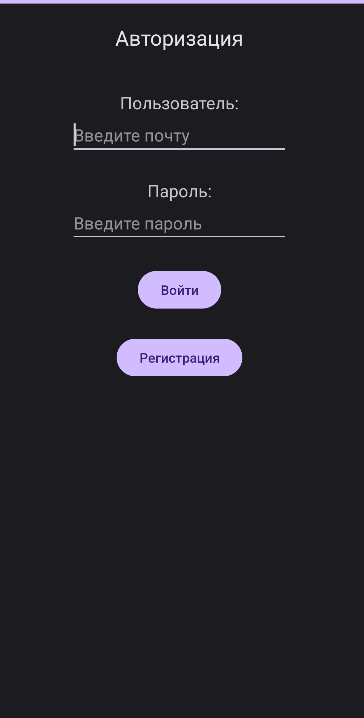 Авторизация
Пользователь:
Введите почту
Пароль:
Введите пароль
Войти
Регистрация